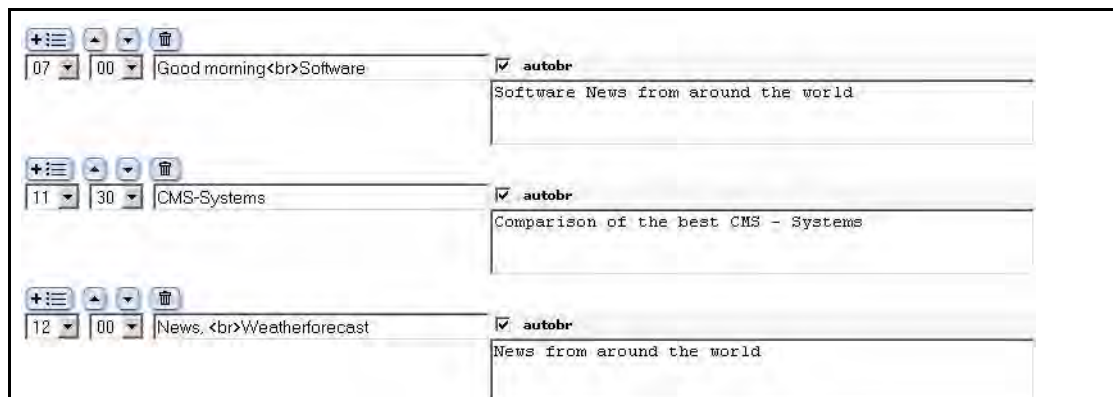 07 00 Good morning<br>Software autobr
Software News from around the world
11 30 CMS-Systems autobr
Comparison of the best CMS - Systems
12 00 News, <br>Weatherforecast autobr
News from around the world